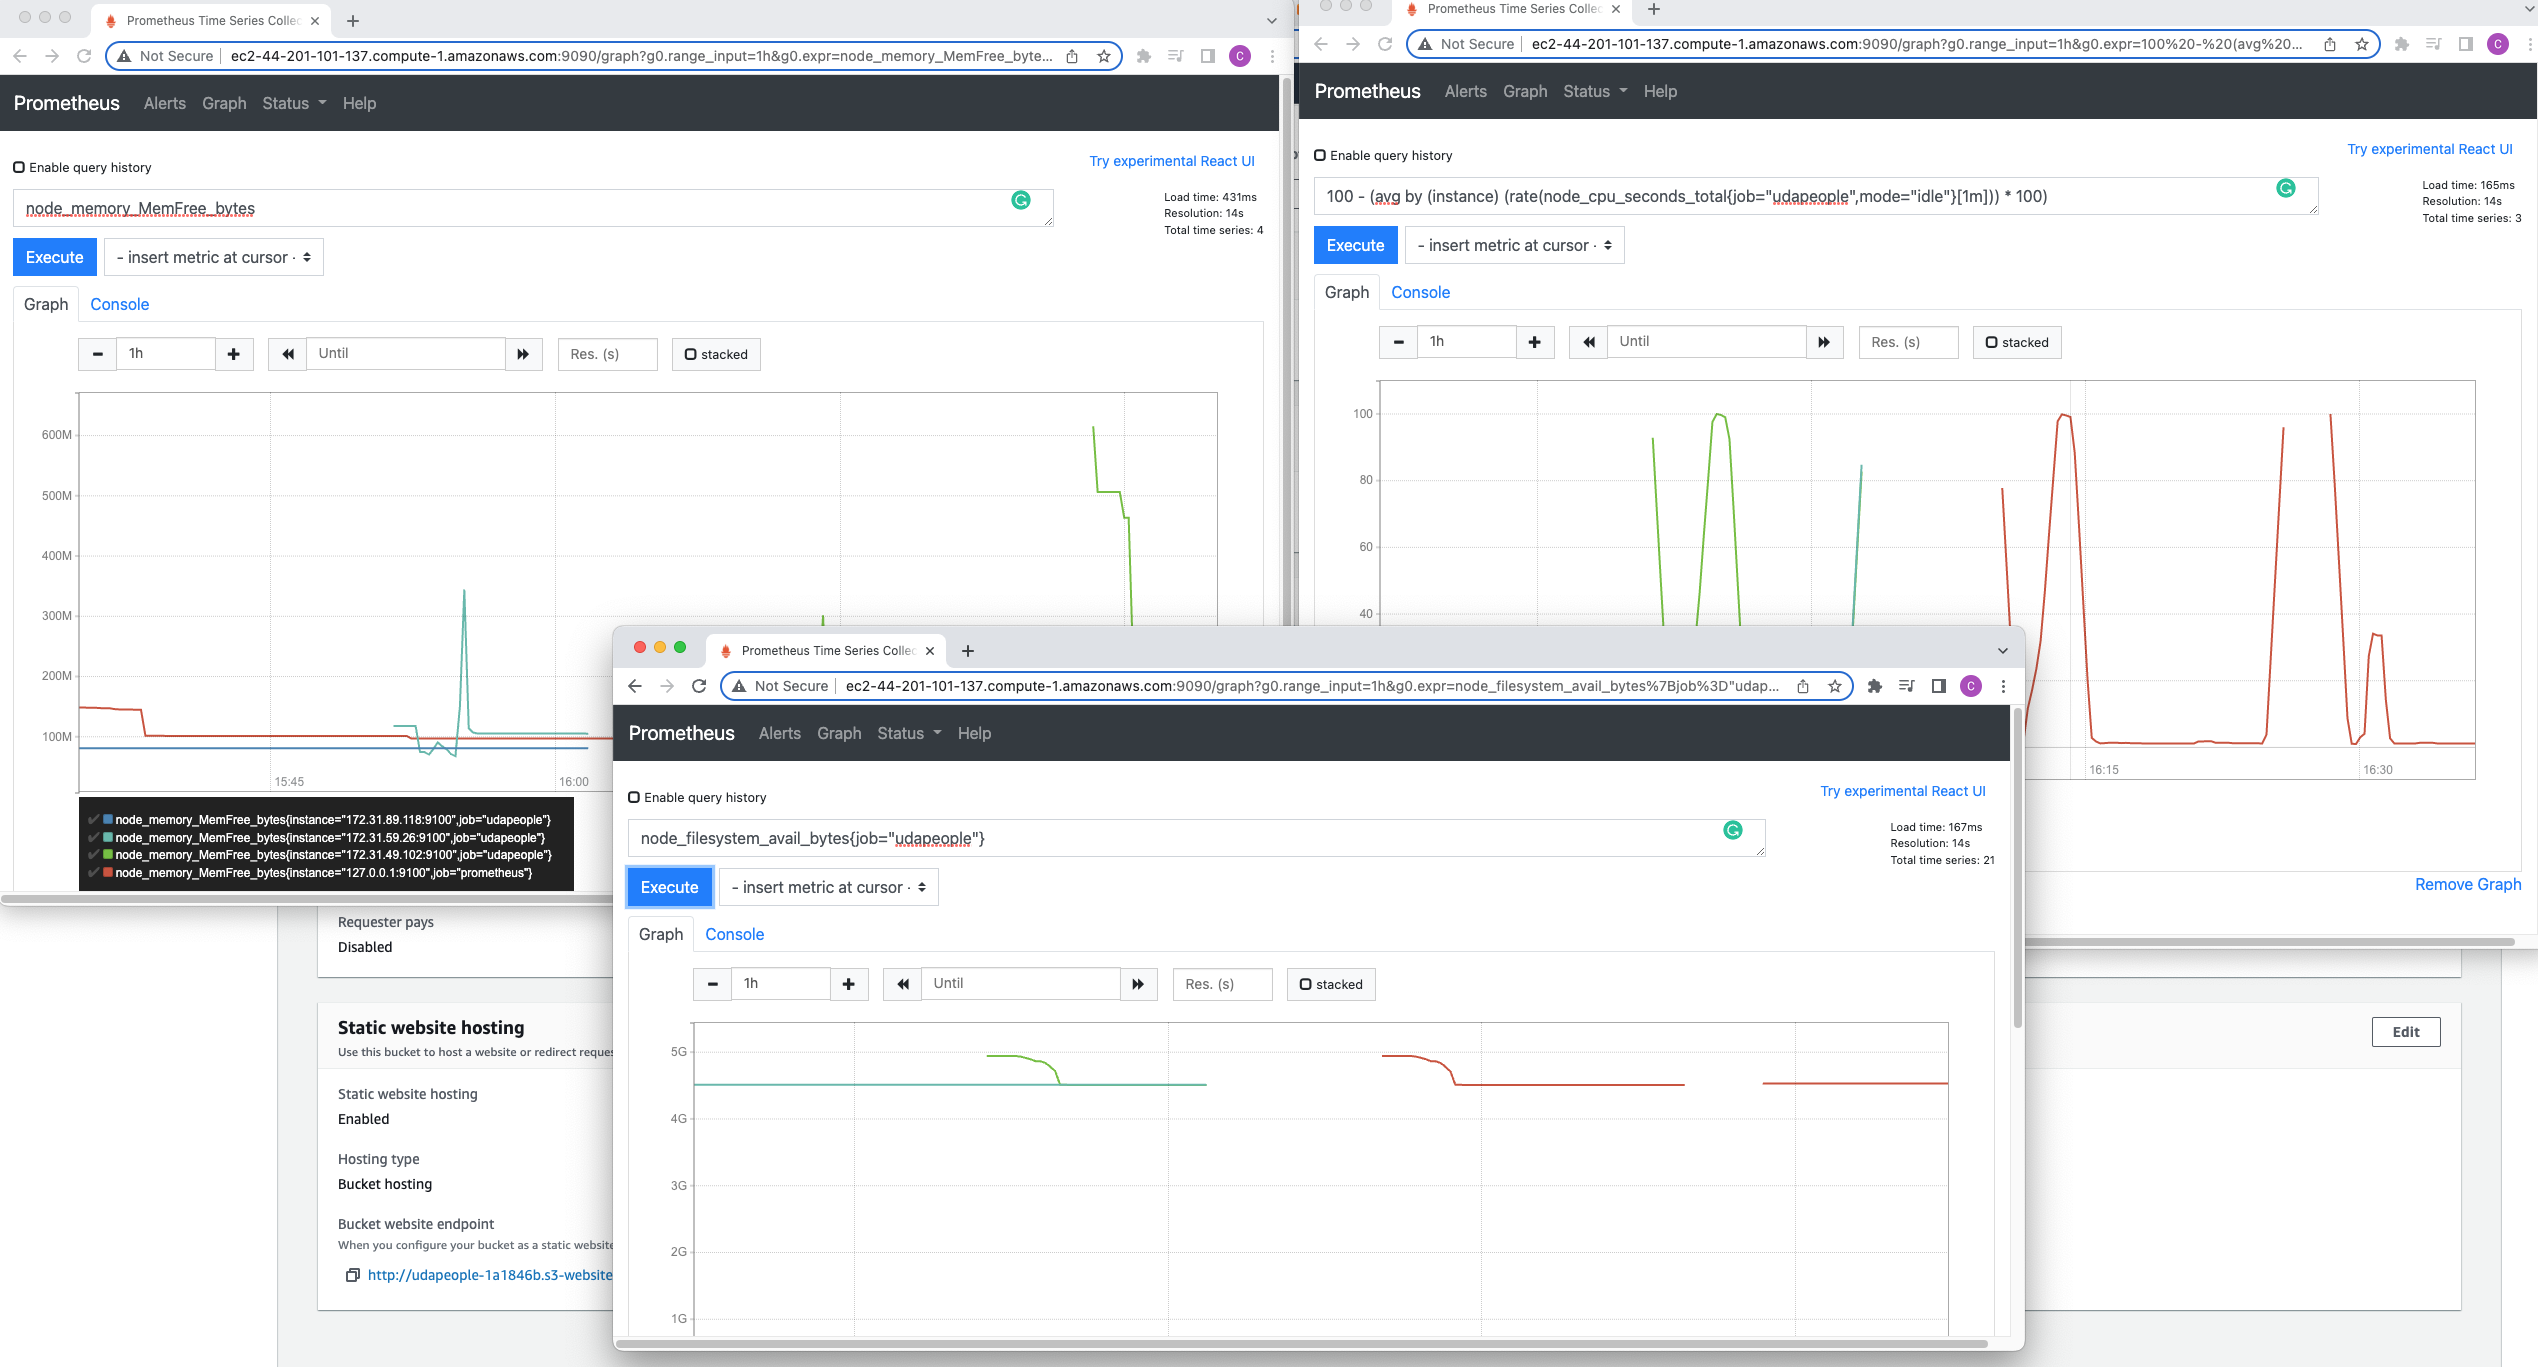 Prometheus Time Series Collec
Not Secure
ec2-44-201-101-137.compute-1.amazonaws.com:9090/graph?g0.range_input=1h&g0.expr=node_memory_MemFree_byte...
C
Prometheus Alerts Graph Status Help
Enable query history
Try experimental React UI
node_memory_MemFree_bytes
Load time: 431ms
Resolution: 14s
Total time series: 4
Execute
- insert metric at cursor -
Graph Console
1h
Until
Res. (s)
stacked
600M
500M
400M
300M
200M
100M
15:45
16:00
node_memory_MemFree_bytes{instance="172.31.89.118:9100",job="udapeople"}
node_memory_MemFree_bytes{instance="172.31.59.26:9100",job="udapeople"}
node_memory_MemFree_bytes{instance="172.31.49.102:9100",job="udapeople"}
node_memory_MemFree_bytes{instance="127.0.0.1:9100",job="prometheus"}
Prometheus Time Series Collec
Not Secure
ec2-44-201-101-137.compute-1.amazonaws.com:9090/graph?g0.range_input=1h&g0.expr=100%20-%20(avg%20...
C
Prometheus Alerts Graph Status Help
Enable query history
Try experimental React UI
100 - (avg by (instance) (rate(node_cpu_seconds_total{job="udapeople",mode="idle"}[1m])) * 100)
Load time: 165ms
Resolution: 14s
Total time series: 3
Execute
- insert metric at cursor -
Graph Console
1h
Until
Res. (s)
stacked
100
80
60
40
16:15
16:30
Remove Graph
Prometheus Time Series Collec
Not Secure
ec2-44-201-101-137.compute-1.amazonaws.com:9090/graph?g0.range_input=1h&g0.expr=node_filesystem_avail_bytes%7Bjob%3D"udap...
C
Prometheus Alerts Graph Status Help
Enable query history
Try experimental React UI
node_filesystem_avail_bytes{job="udapeople"}
Load time: 167ms
Resolution: 14s
Total time series: 21
Execute
- insert metric at cursor -
Graph Console
1h
Until
Res. (s)
stacked
5G
4G
3G
2G
1G
Requester pays
Disabled
Static website hosting
Use this bucket to host a website or redirect reques
Edit
Static website hosting
Enabled
Hosting type
Bucket hosting
Bucket website endpoint
When you configure your bucket as a static website
http://udapeople-1a1846b.s3-website